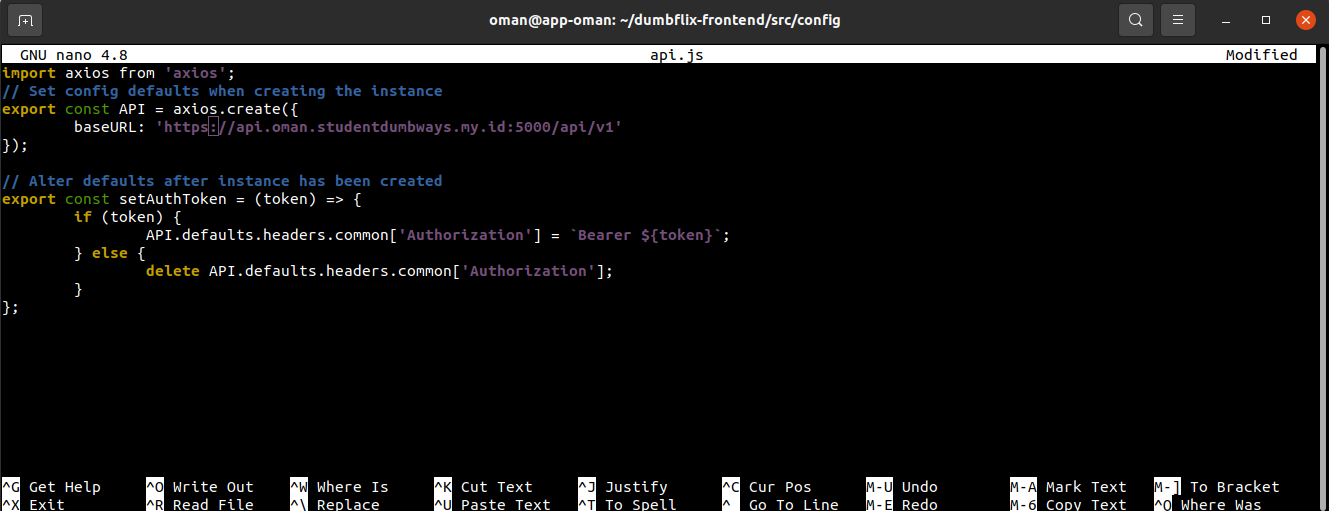 oman@app-oman: ~/dumbflix-frontend/src/config
GNU nano 4.8 api.js Modified
import axios from 'axios';
// Set config defaults when creating the instance
export const API = axios.create({
baseURL: 'https://api.oman.studentdumbways.my.id:5000/api/v1'
});
// Alter defaults after instance has been created
export const setAuthToken = (token) => {
if (token) {
API.defaults.headers.common['Authorization'] = `Bearer ${token}`;
} else {
delete API.defaults.headers.common['Authorization'];
}
};
^G Get Help ^O Write Out ^W Where Is ^K Cut Text ^J Justify ^C Cur Pos M-U Undo M-A Mark Text M-] To Bracket
^X Exit ^R Read File ^\ Replace ^U Paste Text ^T To Spell ^_ Go To Line M-E Redo M-6 Copy Text ^Q Where Was